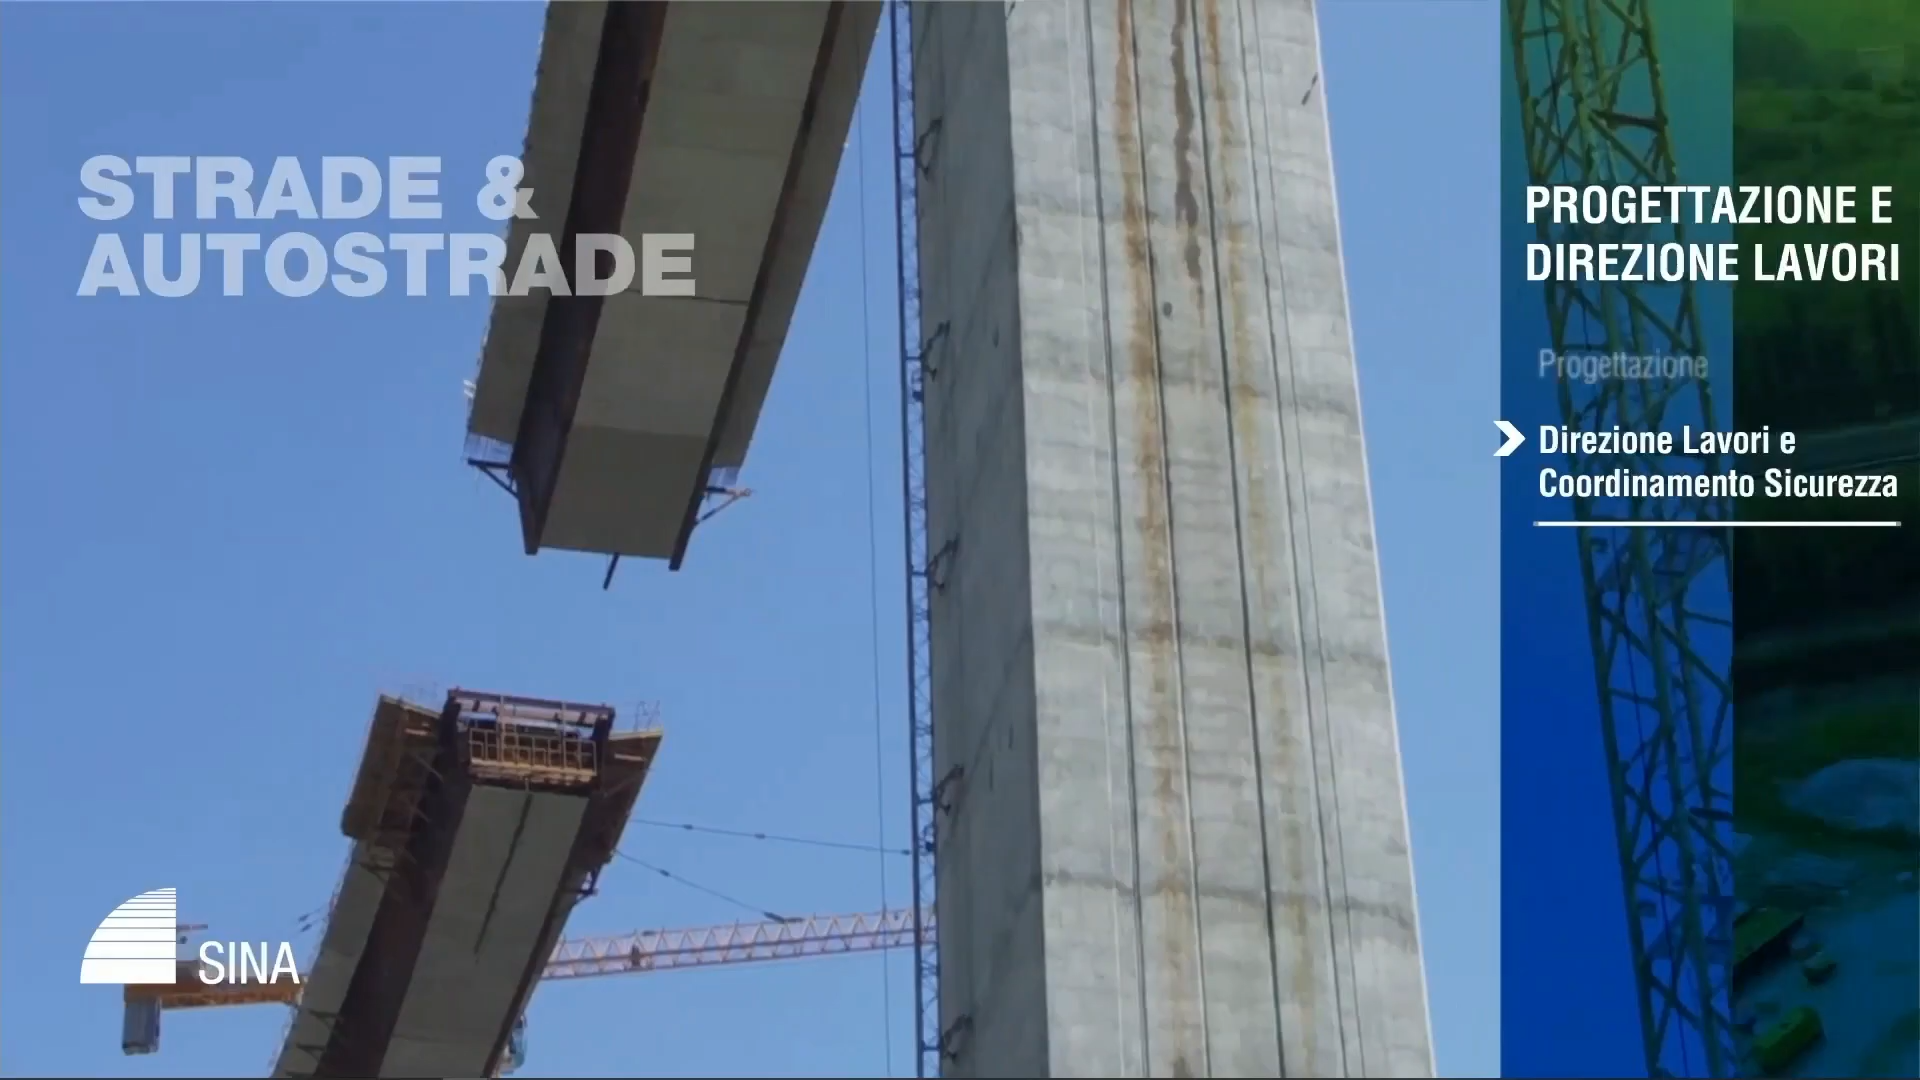 STRADE &
AUTOSTRADE
PROGETTAZIONE E
DIREZIONE LAVORI
Progettazione
Direzione Lavori e
Coordinamento Sicurezza
SINA